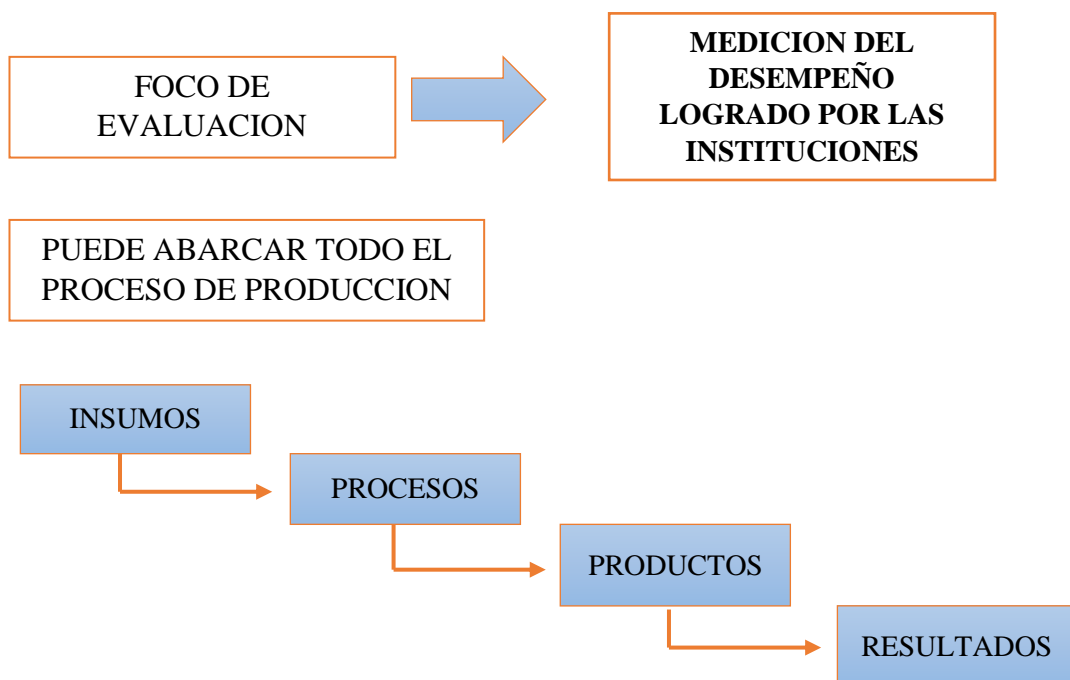 FOCO DE
EVALUACION
MEDICION DEL
DESEMPEÑO
LOGRADO POR LAS
INSTITUCIONES
PUEDE ABARCAR TODO EL
PROCESO DE PRODUCCION
INSUMOS
PROCESOS
PRODUCTOS
RESULTADOS